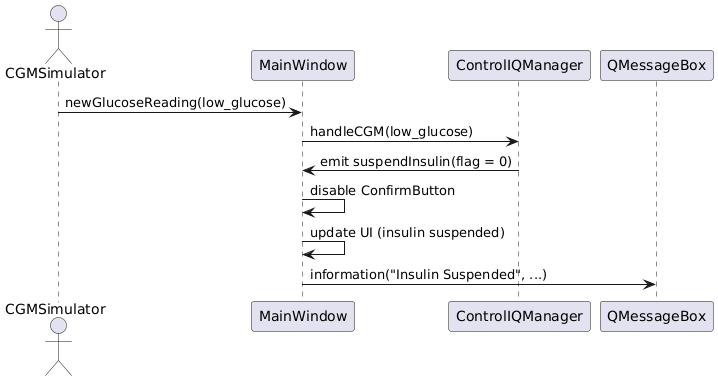 CGMSimulator
MainWindow
ControlIQManager
QMessageBox
newGlucoseReading(low_glucose)
handleCGM(low_glucose)
emit suspendInsulin(flag = 0)
disable ConfirmButton
update UI (insulin suspended)
information("Insulin Suspended", ...)
CGMSimulator
MainWindow
ControlIQManager
QMessageBox